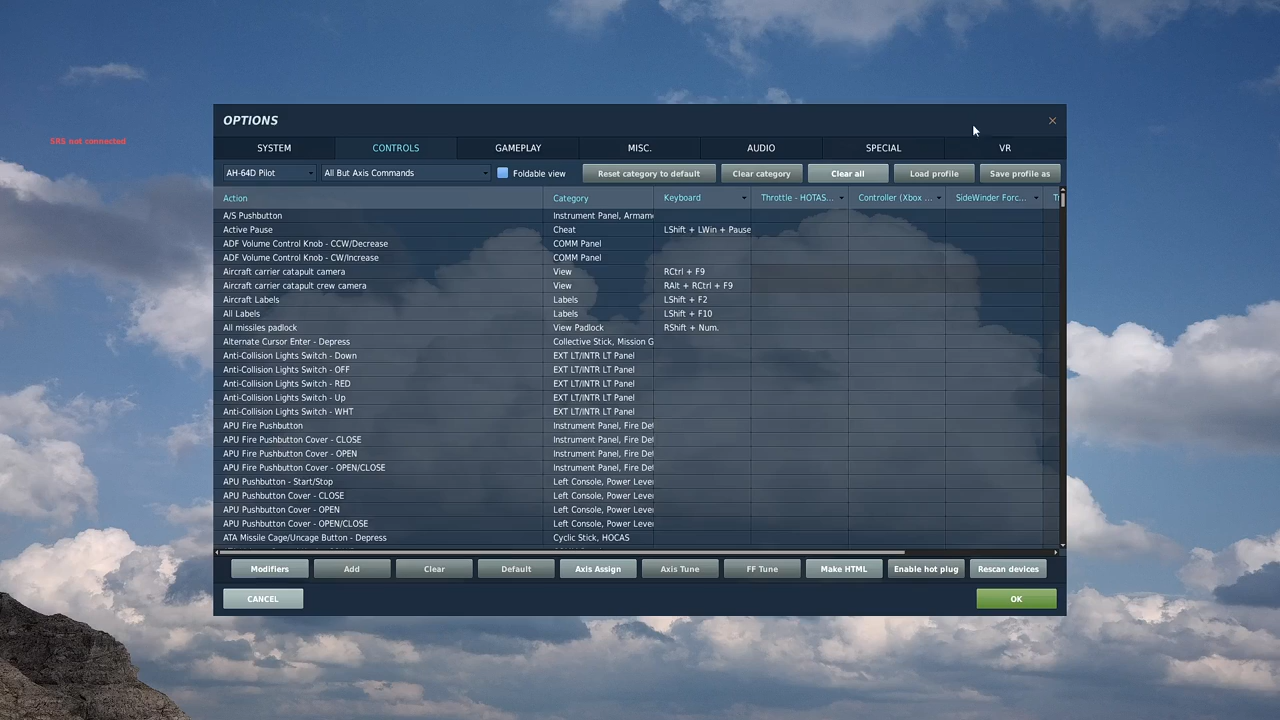 OPTIONS
SRS not connected
SYSTEM CONTROLS GAMEPLAY MISC. AUDIO SPECIAL VR
AH-64D Pilot All But Axis Commands Foldable view Reset category to default Clear category Clear all Load profile Save profile as
Action Category Keyboard Throttle - HOTAS... Controller (Xbox ... SideWinder Forc...
A/S Pushbutton Instrument Panel, Armame
Active Pause Cheat LShift + LWin + Pause
ADF Volume Control Knob - CCW/Decrease COMM Panel
ADF Volume Control Knob - CW/Increase COMM Panel
Aircraft carrier catapult camera View RCtrl + F9
Aircraft carrier catapult crew camera View RAlt + RCtrl + F9
Aircraft Labels Labels LShift + F2
All Labels Labels LShift + F10
All missiles padlock View Padlock RShift + Num.
Alternate Cursor Enter - Depress Collective Stick, Mission G
Anti-Collision Lights Switch - Down EXT LT/INTR LT Panel
Anti-Collision Lights Switch - OFF EXT LT/INTR LT Panel
Anti-Collision Lights Switch - RED EXT LT/INTR LT Panel
Anti-Collision Lights Switch - Up EXT LT/INTR LT Panel
Anti-Collision Lights Switch - WHT EXT LT/INTR LT Panel
APU Fire Pushbutton Instrument Panel, Fire Det
APU Fire Pushbutton Cover - CLOSE Instrument Panel, Fire Det
APU Fire Pushbutton Cover - OPEN Instrument Panel, Fire Det
APU Fire Pushbutton Cover - OPEN/CLOSE Instrument Panel, Fire Det
APU Pushbutton - Start/Stop Left Console, Power Lever
APU Pushbutton Cover - CLOSE Left Console, Power Lever
APU Pushbutton Cover - OPEN Left Console, Power Lever
APU Pushbutton Cover - OPEN/CLOSE Left Console, Power Lever
ATA Missile Cage/Uncage Button - Depress Cyclic Stick, HOCAS
Modifiers Add Clear Default Axis Assign Axis Tune FF Tune Make HTML Enable hot plug Rescan devices
CANCEL OK